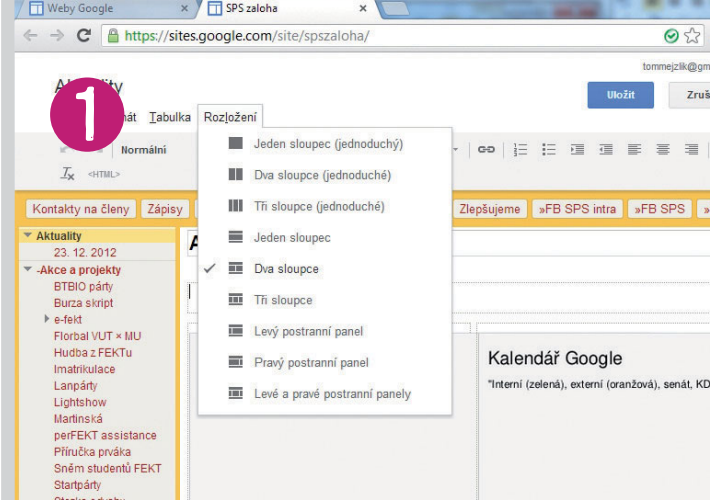 Weby Google × SPS zaloha ×
https://sites.google.com/site/spszaloha/
tommejzlik@gm
1
Uložit Zruš
Tabulka Rozložení
Normální
<HTML>
Jeden sloupec (jednoduchý)
Dva sloupce (jednoduché)
Tři sloupce (jednoduché)
Jeden sloupec
Dva sloupce
Tři sloupce
Levý postranní panel
Pravý postranní panel
Levé a pravé postranní panely
Kontakty na členy Zápisy Zlepšujeme »FB SPS intra »FB SPS »
Aktuality
23. 12. 2012
-Akce a projekty
BTBIO párty
Burza skript
e-fekt
Florbal VUT × MU
Hudba z FEKTu
Imatrikulace
Lanpárty
Lightshow
Martinská
perFEKT assistance
Příručka prváka
Sněm studentů FEKT
Startpárty
Kalendář Google
"Interní (zelená), externí (oranžová), senát, KD